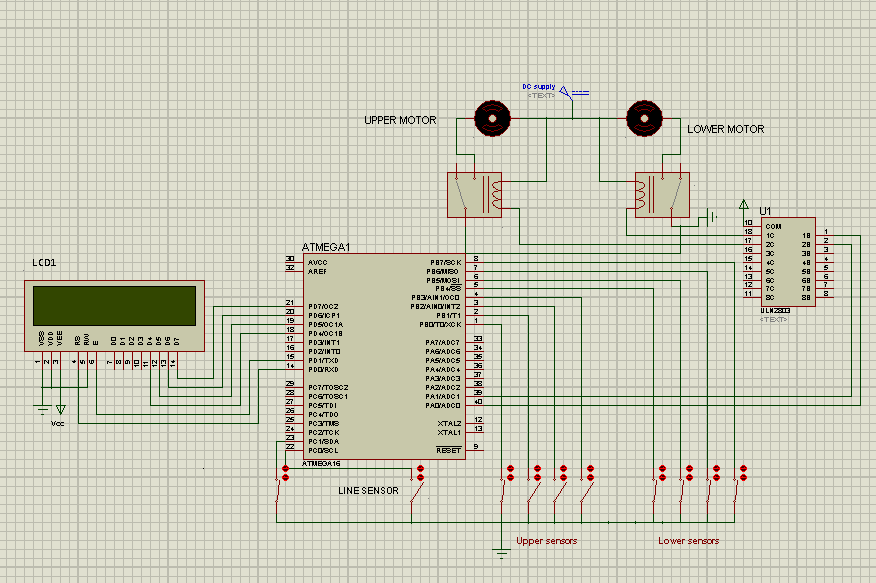 DC supply
<TEXT>
UPPER MOTOR
LOWER MOTOR
U1
10 COM
18 1C 1B 1
17 2C 2B 2
16 3C 3B 3
15 4C 4B 4
14 5C 5B 5
13 6C 6B 6
12 7C 7B 7
11 8C 8B 8
ULN2803
<TEXT>
ATMEGA1
30 AVCC
32 AREF
21 PD7/OC2
20 PD6/ICP1
19 PD5/OC1A
18 PD4/OC1B
17 PD3/INT1
16 PD2/INT0
15 PD1/TXD
14 PD0/RXD
29 PC7/TOSC2
28 PC6/TOSC1
27 PC5/TDI
26 PC4/TDO
25 PC3/TMS
24 PC2/TCK
23 PC1/SDA
22 PC0/SCL
PB7/SCK 8
PB6/MISO 7
PB5/MOSI 6
PB4/SS 5
PB3/AIN1/OC0 4
PB2/AIN0/INT2 3
PB1/T1 2
PB0/T0/XCK 1
PA7/ADC7 33
PA6/ADC6 34
PA5/ADC5 35
PA4/ADC4 36
PA3/ADC3 37
PA2/ADC2 38
PA1/ADC1 39
PA0/ADC0 40
XTAL2 12
XTAL1 13
RESET 9
ATMEGA16
LCD1
VSS VDD VEE RS RW E D0 D1 D2 D3 D4 D5 D6 D7
1 2 3 4 5 6 7 8 9 10 11 12 13 14
Vcc
LINE SENSOR
Upper sensors
Lower sensors